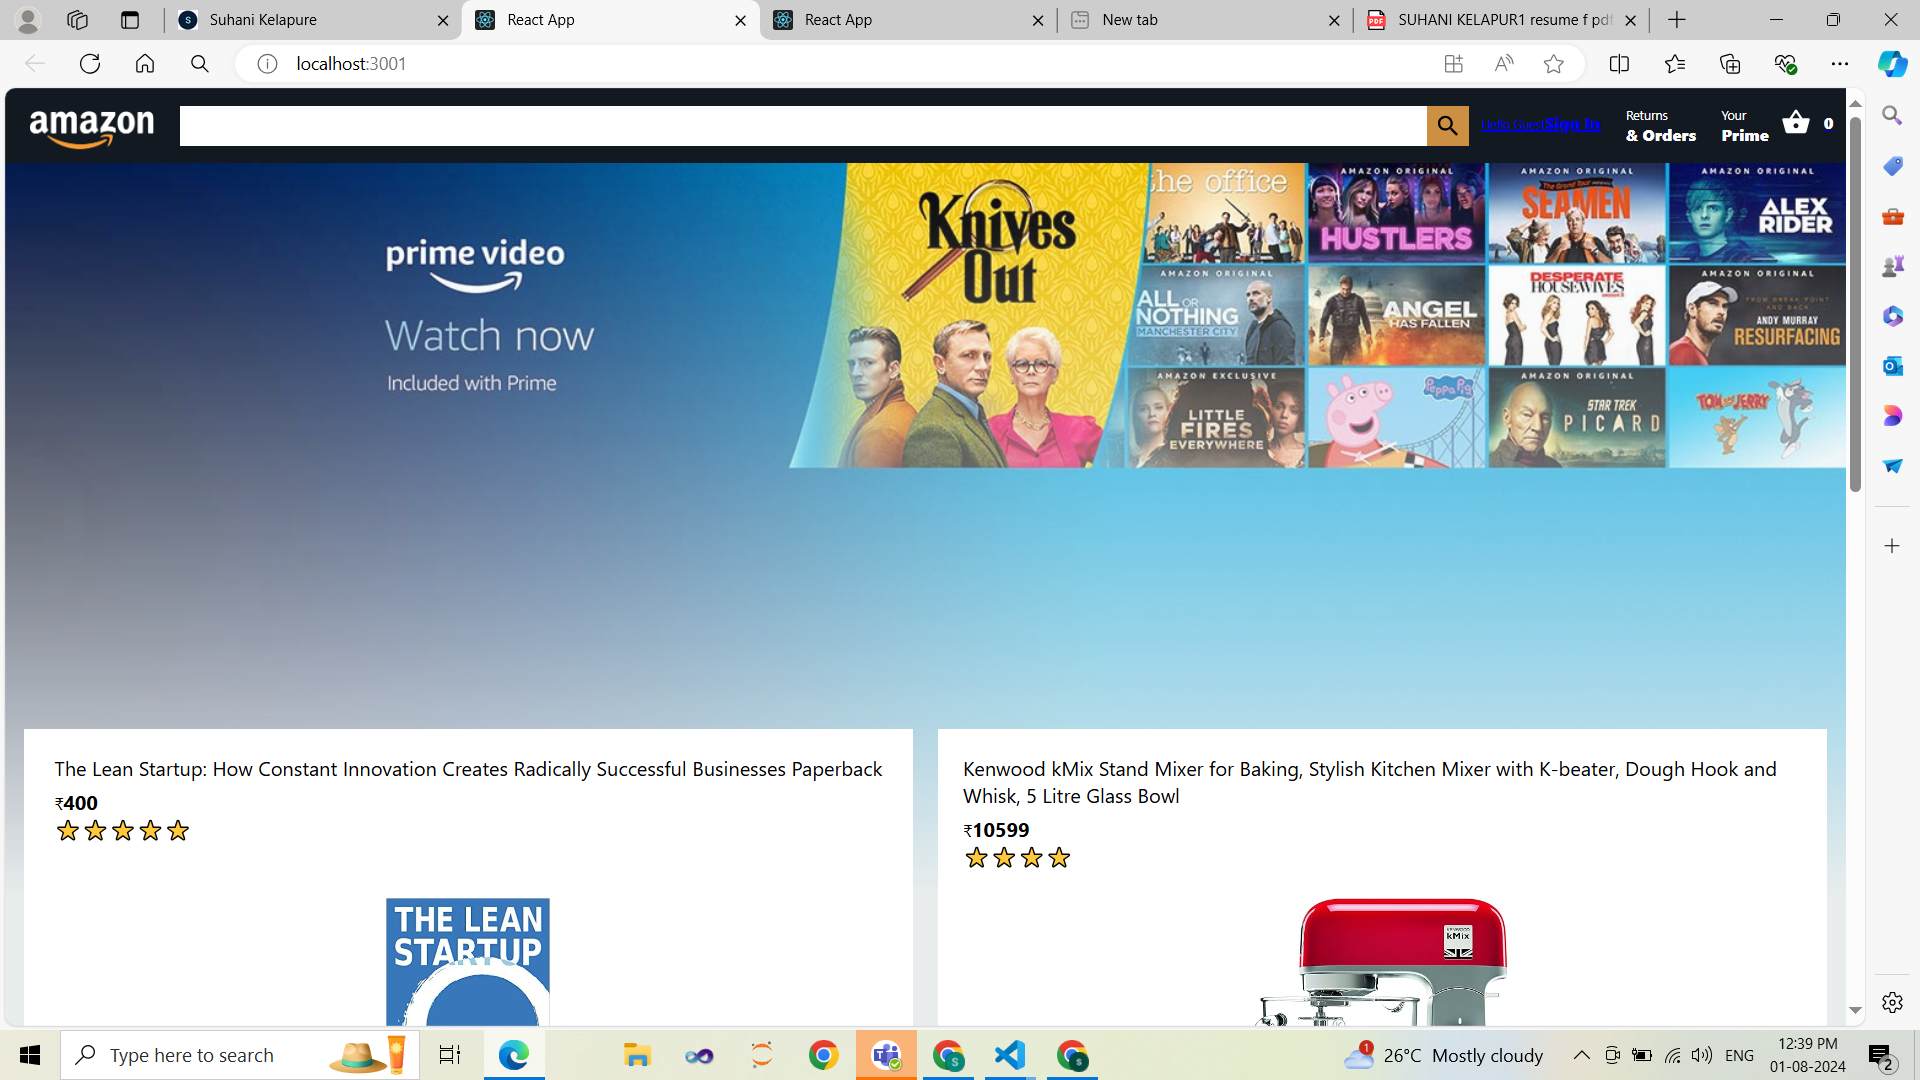 Suhani Kelapure
React App
React App
New tab
SUHANI KELAPUR1 resume f pdf
localhost:3001
amazon
Hello Guest Sign In
Returns
& Orders
Your
Prime
0
prime video
Watch now
Included with Prime
Knives
Out
the office
AMAZON ORIGINAL
HUSTLERS
AMAZON ORIGINAL
The Grand Tour
SEAMEN
AMAZON ORIGINAL
ALEX
RIDER
AMAZON ORIGINAL
ALL OR
NOTHING
MANCHESTER CITY
ANGEL
HAS FALLEN
DESPERATE
HOUSEWIVES
AMAZON ORIGINAL
ANDY MURRAY
RESURFACING
AMAZON EXCLUSIVE
LITTLE
FIRES
EVERYWHERE
Peppa Pig
AMAZON ORIGINAL
STAR TREK
PICARD
TOM and JERRY
The Lean Startup: How Constant Innovation Creates Radically Successful Businesses Paperback
₹400
THE LEAN
STARTUP
Kenwood kMix Stand Mixer for Baking, Stylish Kitchen Mixer with K-beater, Dough Hook and
Whisk, 5 Litre Glass Bowl
₹10599
kMix
Type here to search
1
26°C Mostly cloudy
ENG
12:39 PM
01-08-2024
2